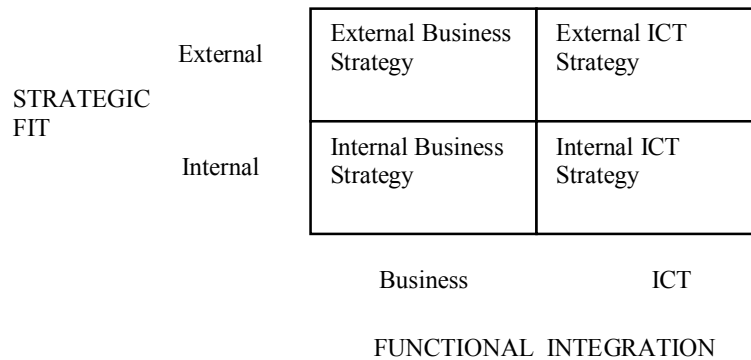 External
External Business
Strategy
External ICT
Strategy
STRATEGIC
FIT
Internal
Internal Business
Strategy
Internal ICT
Strategy
Business
ICT
FUNCTIONAL INTEGRATION